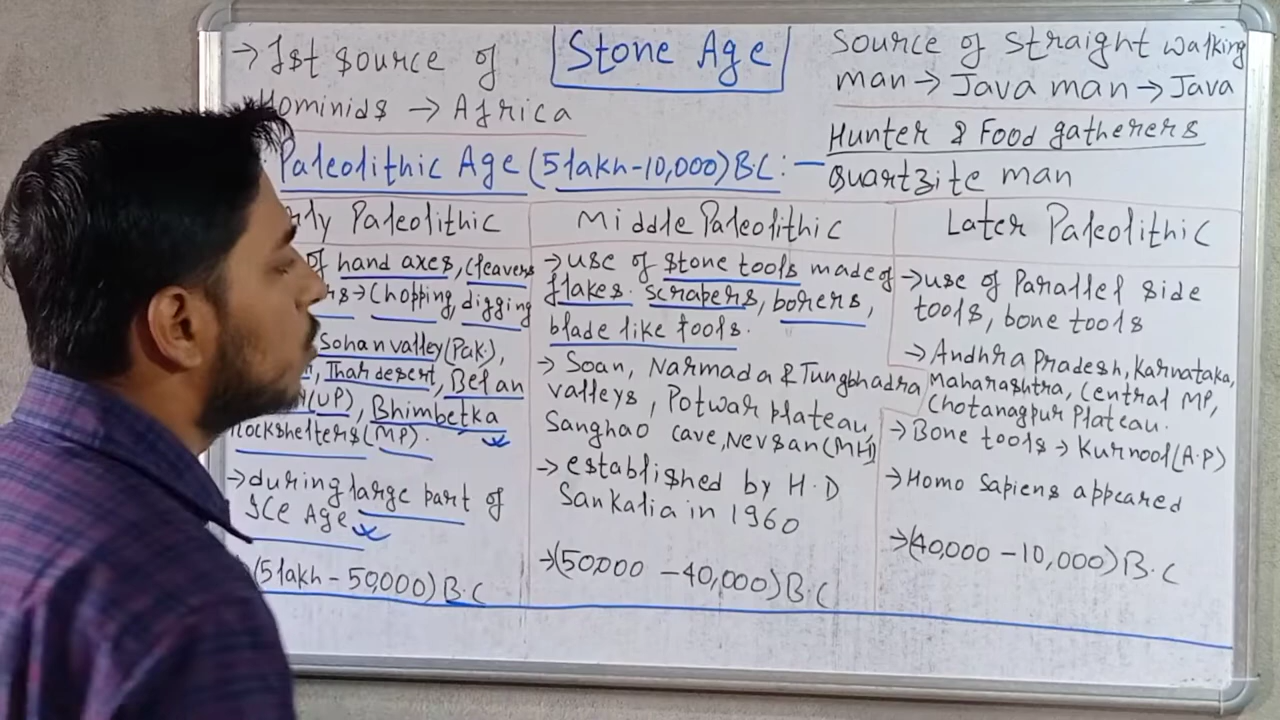 → 1st source of
Hominids → Africa
Stone Age
Source of straight walking
man → Java man → Java
Hunter & Food gatherers
Quartzite man
Paleolithic Age (5 lakh-10,000) B.C :-
rly Paleolithic
of hand axes, cleavers
rs → Chopping, digging
Sohan valley (Pak.),
, Thar desert, Belan
(UP), Bhimbetka
Rockshelters (MP).
→ during large part of
Ice Age
(5 lakh - 50,000) B.C
Middle Paleolithic
→ use of stone tools made of
flakes. scrapers, borers,
blade like tools.
→ Soan, Narmada & Tungbhadra
valleys, Potwar plateau,
Sanghao cave, Nevsan (MH)
→ established by H.D
Sankalia in 1960
→ (50,000 - 40,000) B.C
Later Paleolithic
→ use of Parallel side
tools, bone tools
→ Andhra Pradesh, Karnataka,
Maharashtra, Central MP,
Chotanagpur Plateau.
→ Bone tools → Kurnool (A.P)
→ Homo Sapiens appeared
→ (40,000 - 10,000) B.C